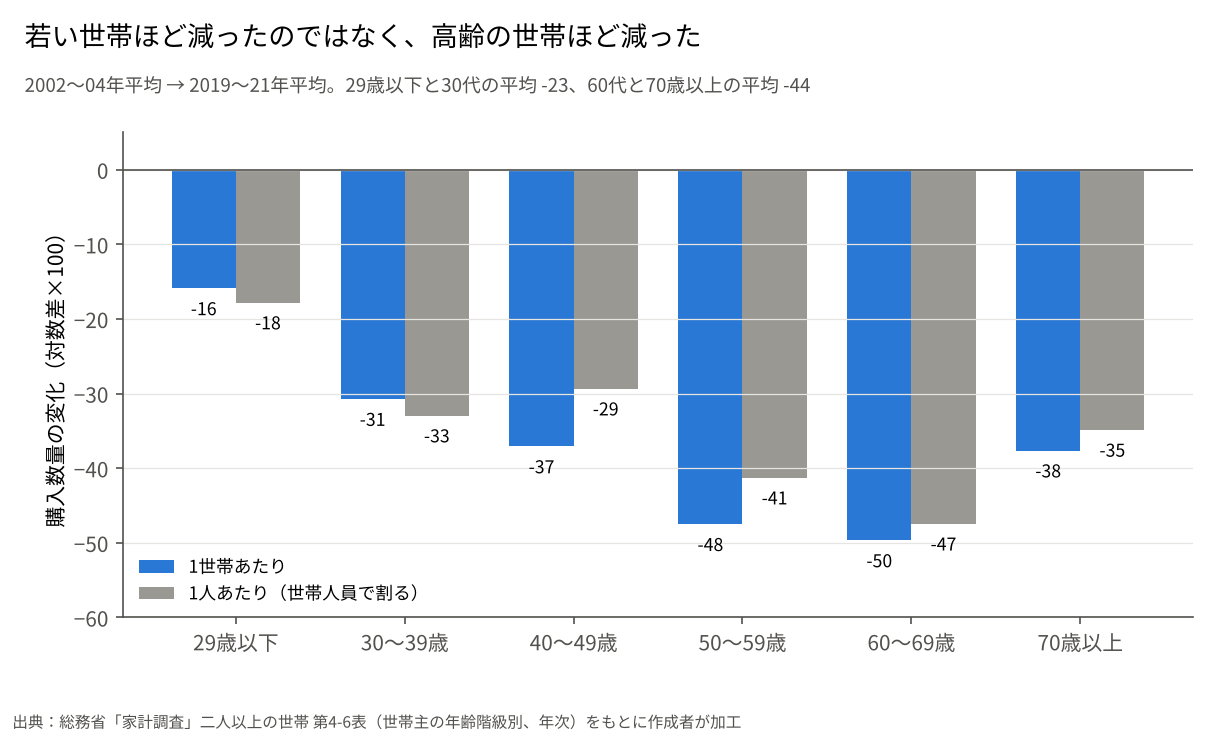 若い世帯ほど減ったのではなく、高齢の世帯ほど減った
2002〜04年平均 → 2019〜21年平均。29歳以下と30代の平均 -23、60代と70歳以上の平均 -44
購入数量の変化（対数差×100）
0
−10
−20
−30
−40
−50
−60
-16
-18
-31
-33
-37
-29
-48
-41
-50
-47
-38
-35
1世帯あたり
1人あたり（世帯人員で割る）
29歳以下
30〜39歳
40〜49歳
50〜59歳
60〜69歳
70歳以上
出典：総務省「家計調査」二人以上の世帯 第4-6表（世帯主の年齢階級別、年次）をもとに作成者が加工